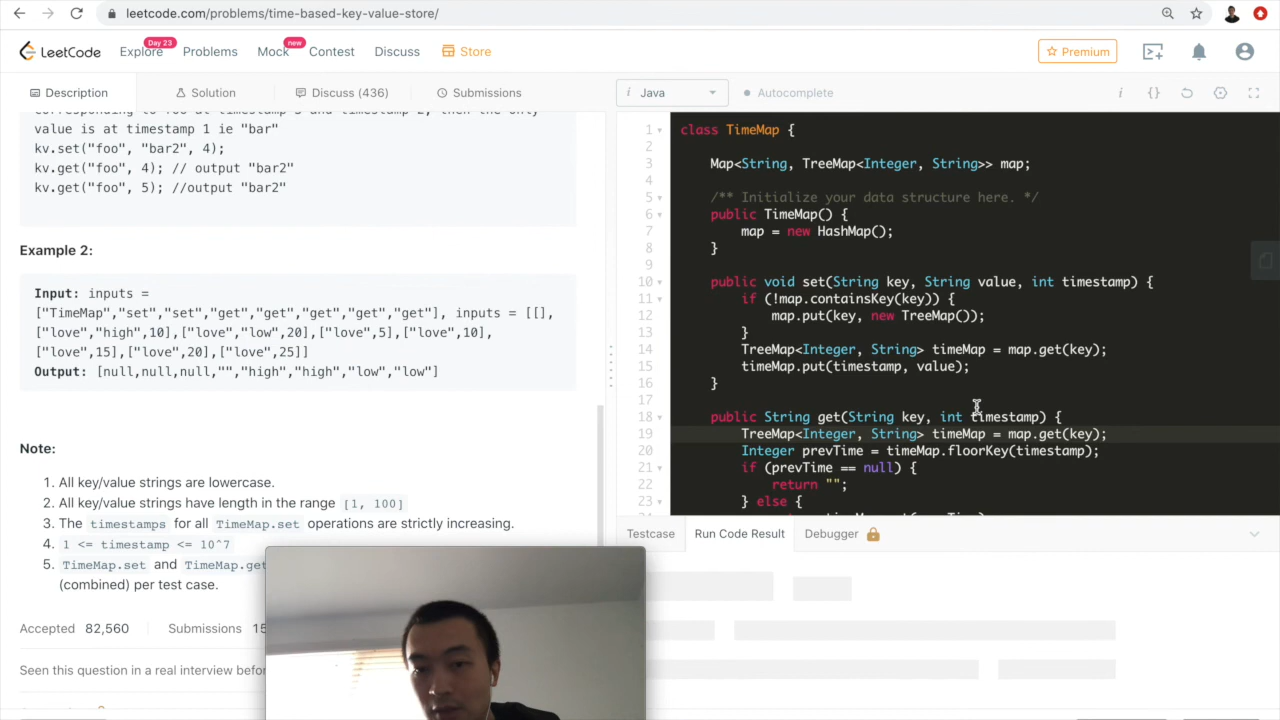 leetcode.com/problems/time-based-key-value-store/
LeetCode
Explore
Day 23
Problems
Mock
new
Contest
Discuss
Store
Premium
Description
Solution
Discuss (436)
Submissions
i Java
Autocomplete
i {}
value is at timestamp 1 ie "bar"
kv.set("foo", "bar2", 4);
kv.get("foo", 4); // output "bar2"
kv.get("foo", 5); //output "bar2"
Example 2:
Input: inputs =
["TimeMap","set","set","get","get","get","get","get"], inputs = [[],
["love","high",10],["love","low",20],["love",5],["love",10],
["love",15],["love",20],["love",25]]
Output: [null,null,null,"","high","high","low","low"]
Note:
1. All key/value strings are lowercase.
2. All key/value strings have length in the range [1, 100]
3. The timestamps for all TimeMap.set operations are strictly increasing.
4. 1 <= timestamp <= 10^7
5. TimeMap.set and TimeMap.get
(combined) per test case.
Accepted 82,560 Submissions 15
Seen this question in a real interview befor
1 class TimeMap {
2
3 Map<String, TreeMap<Integer, String>> map;
4
5 /** Initialize your data structure here. */
6 public TimeMap() {
7 map = new HashMap();
8 }
9
10 public void set(String key, String value, int timestamp) {
11 if (!map.containsKey(key)) {
12 map.put(key, new TreeMap());
13 }
14 TreeMap<Integer, String> timeMap = map.get(key);
15 timeMap.put(timestamp, value);
16 }
17
18 public String get(String key, int timestamp) {
19 TreeMap<Integer, String> timeMap = map.get(key);
20 Integer prevTime = timeMap.floorKey(timestamp);
21 if (prevTime == null) {
22 return "";
23 } else {
Testcase
Run Code Result
Debugger